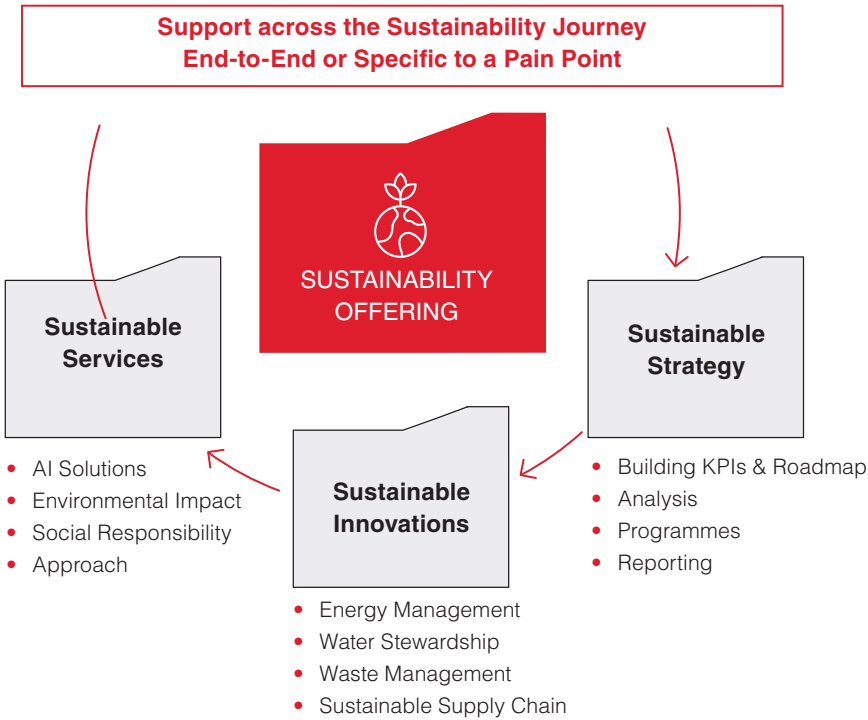 Support across the Sustainability Journey
End-to-End or Specific to a Pain Point
SUSTAINABILITY
OFFERING
Sustainable
Services
• AI Solutions
• Environmental Impact
• Social Responsibility
• Approach
Sustainable
Innovations
• Energy Management
• Water Stewardship
• Waste Management
• Sustainable Supply Chain
Sustainable
Strategy
• Building KPIs & Roadmap
• Analysis
• Programmes
• Reporting